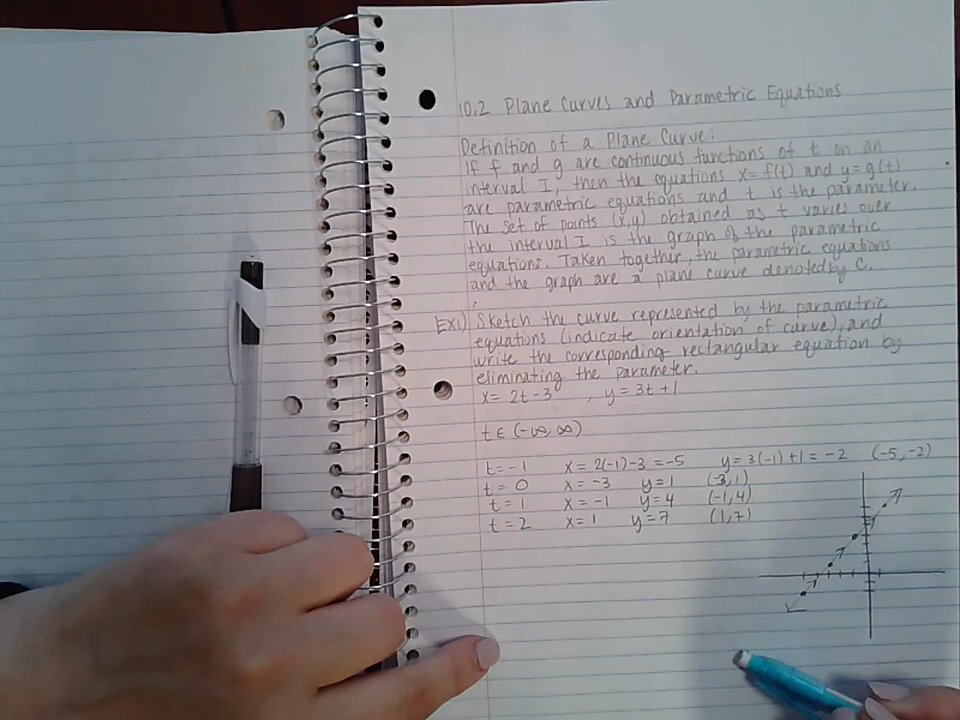 10.2 Plane Curves and Parametric Equations
Definition of a Plane Curve:
If f and g are continuous functions of t on an
interval I, then the equations x=f(t) and y=g(t)
are parametric equations and t is the parameter.
The set of points (x,y) obtained as t varies over
the interval I is the graph of the parametric
equations. Taken together, the parametric equations
and the graph are a plane curve denoted by C.
EX1) Sketch the curve represented by the parametric
equations (indicate orientation of curve), and
write the corresponding rectangular equation by
eliminating the parameter.
x= 2t-3 , y=3t+1
t∈(-∞,∞)
t=-1 x=2(-1)-3=-5 y=3(-1)+1=-2 (-5,-2)
t=0 x=-3 y=1 (-3,1)
t=1 x=-1 y=4 (-1,4)
t=2 x=1 y=7 (1,7)